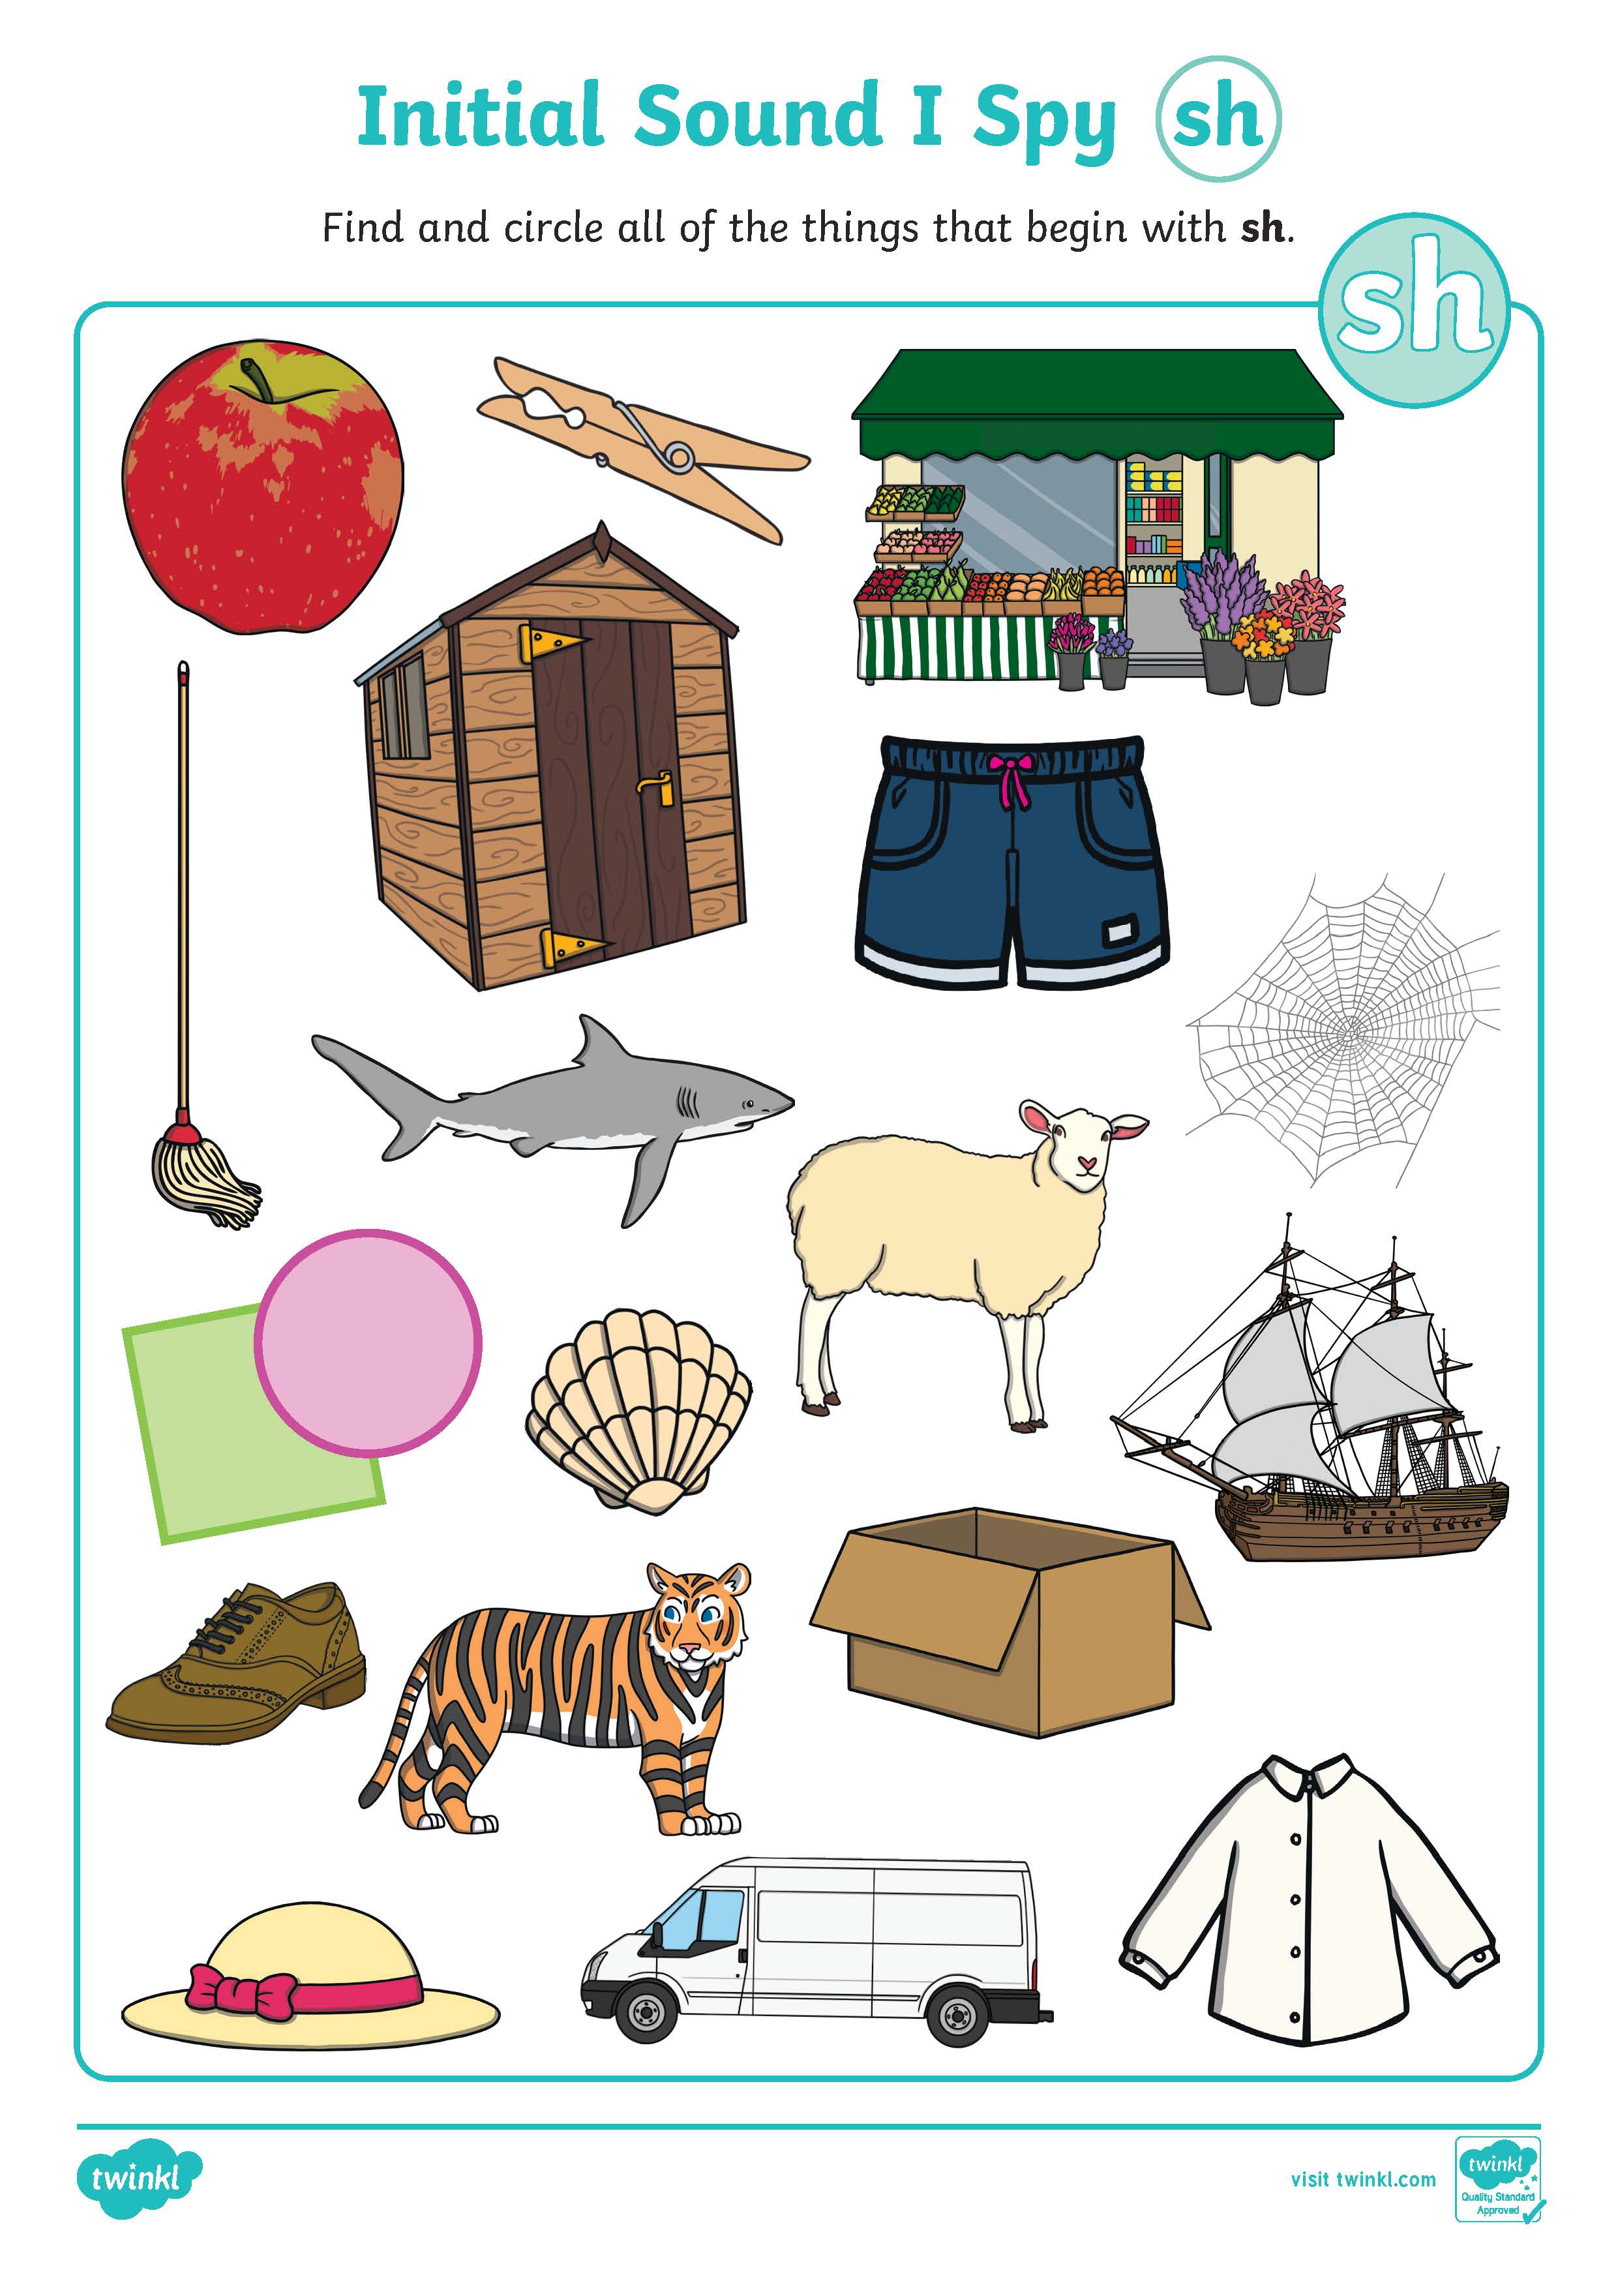 Initial Sound I Spy sh
Find and circle all of the things that begin with sh.
sh
twinkl
visit twinkl.com
twinkl
Quality Standard
Approved